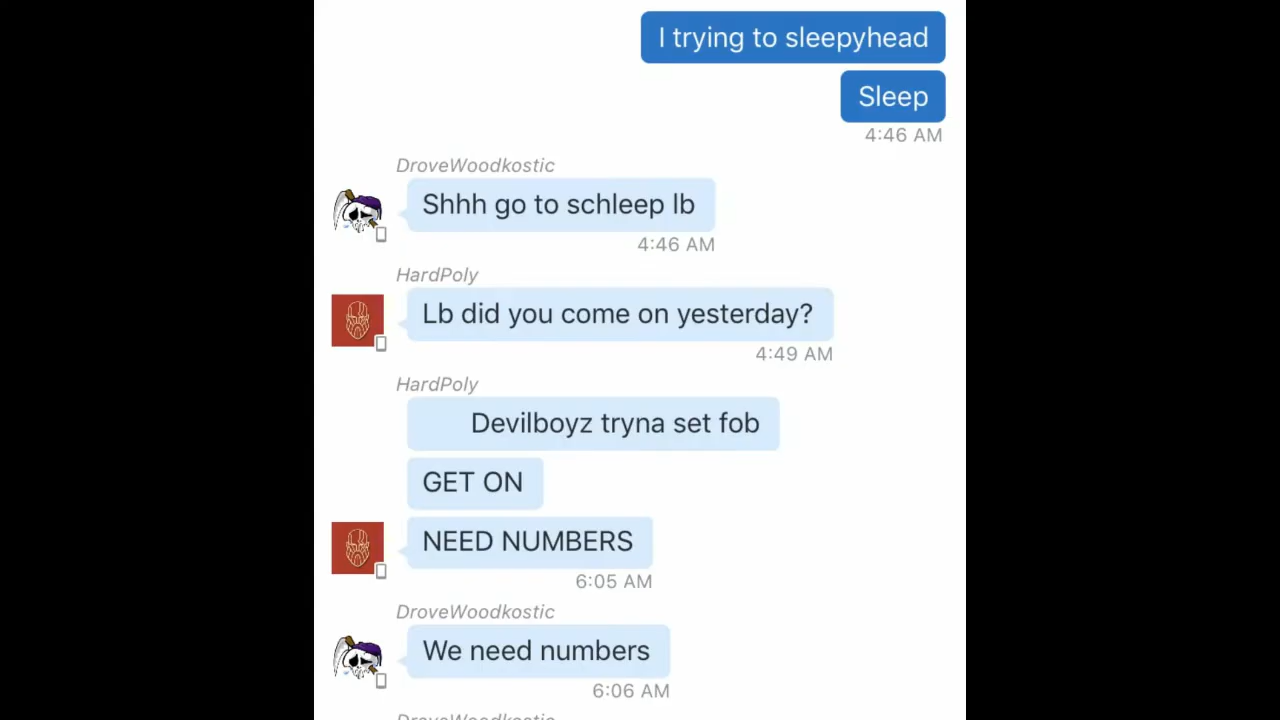 I trying to sleepyhead
Sleep
4:46 AM
DroveWoodkostic
Shhh go to schleep lb
4:46 AM
HardPoly
Lb did you come on yesterday?
4:49 AM
HardPoly
Devilboyz tryna set fob
GET ON
NEED NUMBERS
6:05 AM
DroveWoodkostic
We need numbers
6:06 AM
DroveWoodkostic